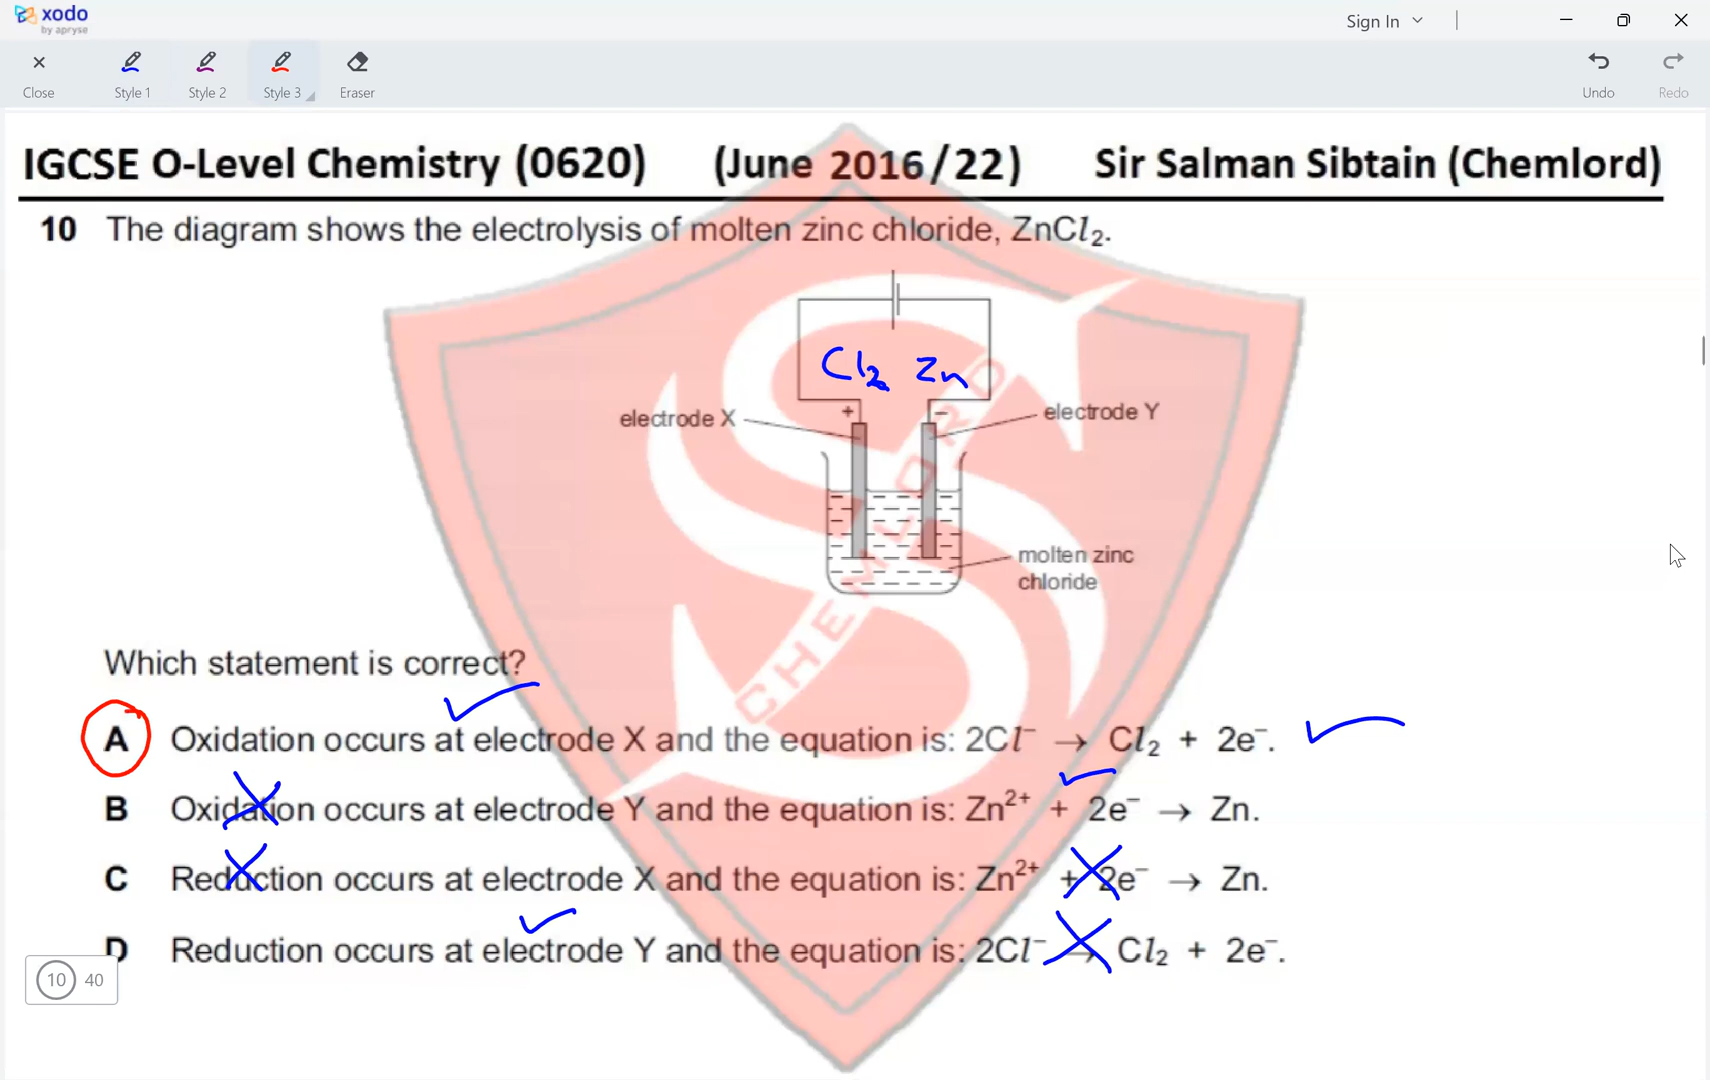 xodo
by apryse
Sign In
Close
Style 1
Style 2
Style 3
Eraser
Undo
Redo
IGCSE O-Level Chemistry (0620) (June 2016/22) Sir Salman Sibtain (Chemlord)
10 The diagram shows the electrolysis of molten zinc chloride, ZnCl₂.
Cl₂ Zn
+ −
electrode X
electrode Y
molten zinc
chloride
CHEMLORD
Which statement is correct?
A Oxidation occurs at electrode X and the equation is: 2Cl⁻ → Cl₂ + 2e⁻.
B Oxidation occurs at electrode Y and the equation is: Zn²⁺ + 2e⁻ → Zn.
C Reduction occurs at electrode X and the equation is: Zn²⁺ + 2e⁻ → Zn.
D Reduction occurs at electrode Y and the equation is: 2Cl⁻ → Cl₂ + 2e⁻.
10 40